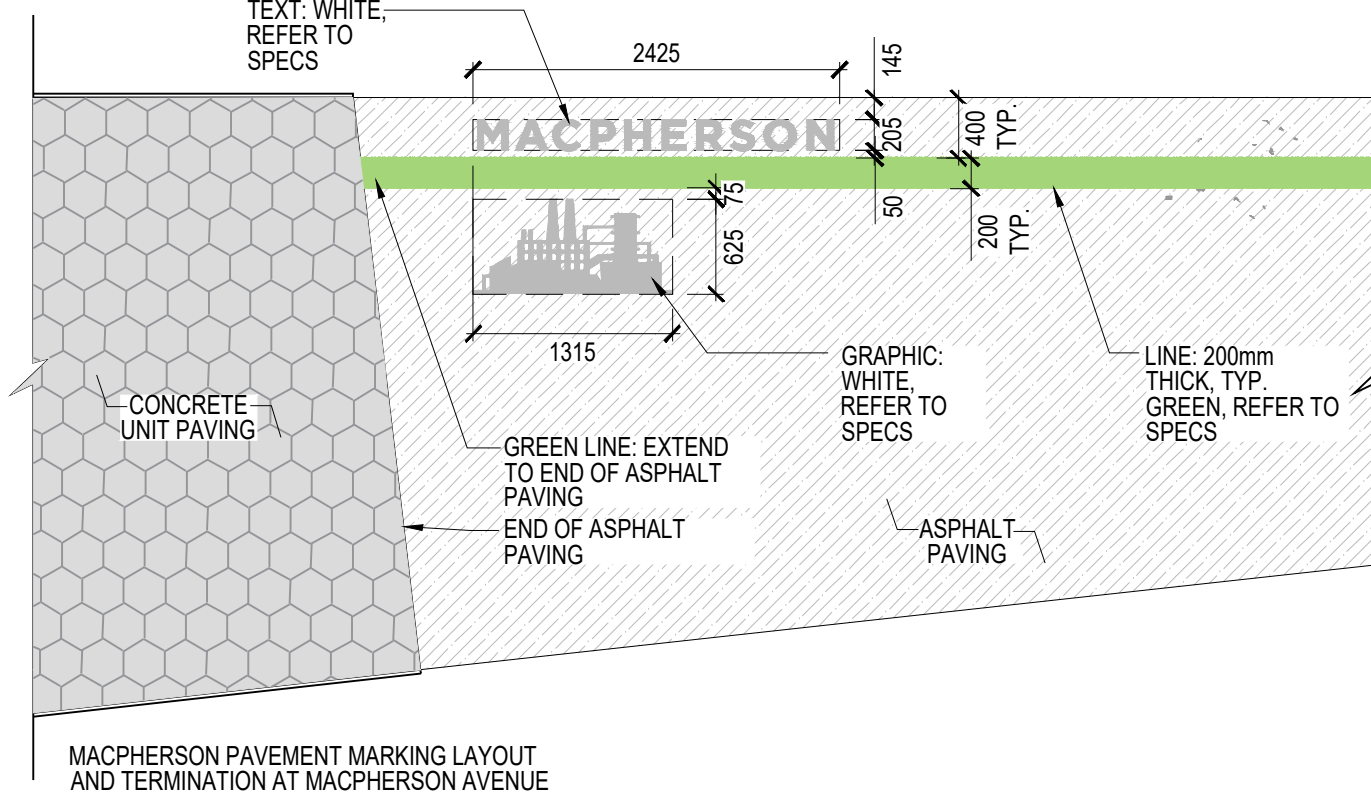 TEXT: WHITE,
REFER TO
SPECS
2425
145
MACPHERSON
205
400
TYP.
75
50
200
TYP.
625
1315
GRAPHIC:
WHITE,
REFER TO
SPECS
LINE: 200mm
THICK, TYP.
GREEN, REFER TO
SPECS
CONCRETE
UNIT PAVING
GREEN LINE: EXTEND
TO END OF ASPHALT
PAVING
END OF ASPHALT
PAVING
ASPHALT
PAVING
MACPHERSON PAVEMENT MARKING LAYOUT
AND TERMINATION AT MACPHERSON AVENUE